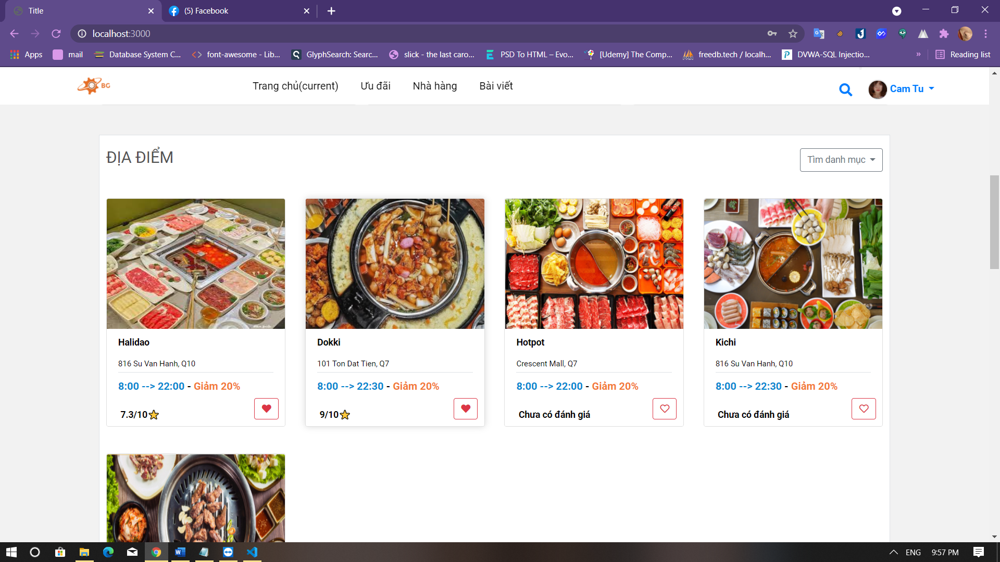 Title
(5) Facebook
localhost:3000
Apps
mail
Database System C...
font-awesome - Lib...
GlyphSearch: Searc...
slick - the last caro...
PSD To HTML – Evo...
[Udemy] The Comp...
freedb.tech / localh...
DVWA-SQL Injectio...
»
Reading list
BG
Trang chủ(current)
Ưu đãi
Nhà hàng
Bài viết
Cam Tu
ĐỊA ĐIỂM
Tìm danh mục
Halidao
816 Su Van Hanh, Q10
8:00 --> 22:00 - Giảm 20%
7.3/10
Dokki
101 Ton Dat Tien, Q7
8:00 --> 22:30 - Giảm 20%
9/10
Hotpot
Crescent Mall, Q7
8:00 --> 22:00 - Giảm 20%
Chưa có đánh giá
Kichi
816 Su Van Hanh, Q10
8:00 --> 22:30 - Giảm 20%
Chưa có đánh giá
ENG
9:57 PM